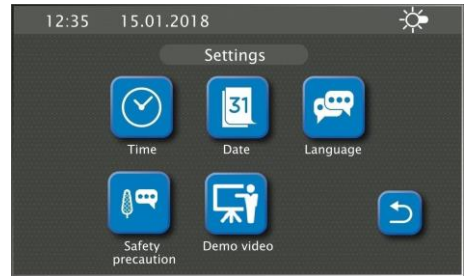 12:35 15.01.2018
Settings
31
Time Date Language
Safety precaution Demo video